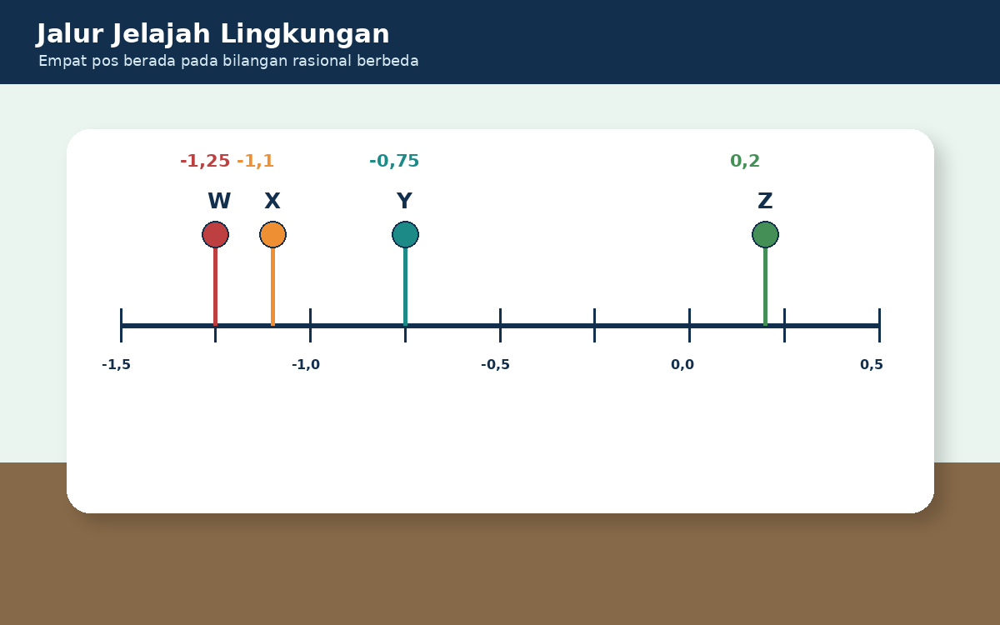 Jalur Jelajah Lingkungan
Empat pos berada pada bilangan rasional berbeda
-1,25 -1,1 -0,75 0,2
W X Y Z
-1,5 -1,0 -0,5 0,0 0,5